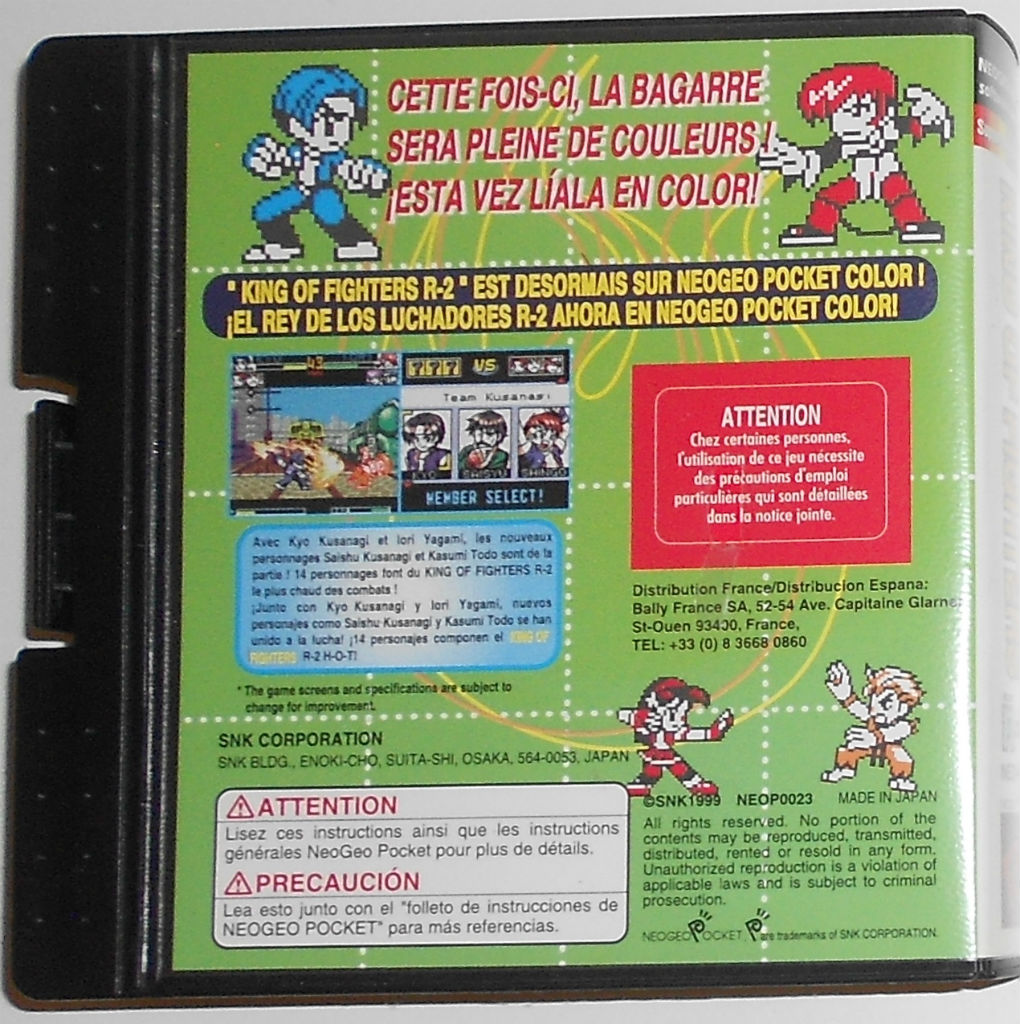 CETTE FOIS-CI, LA BAGARRE
SERA PLEINE DE COULEURS !
¡ESTA VEZ LÍALA EN COLOR!
" KING OF FIGHTERS R-2 " EST DESORMAIS SUR NEOGEO POCKET COLOR !
¡EL REY DE LOS LUCHADORES R-2 AHORA EN NEOGEO POCKET COLOR!
43
??? VS
Team Kusanagi
KYO SAISYU SHINGO
MEMBER SELECT!
ATTENTION
Chez certaines personnes,
l'utilisation de ce jeu nécessite
des précautions d'emploi
particulières qui sont détaillées
dans la notice jointe.
Avec Kyo Kusanagi et Iori Yagami, les nouveaux
personnages Saishu Kusanagi et Kasumi Todo sont de la
partie ! 14 personnages font du KING OF FIGHTERS R-2
le plus chaud des combats !
¡Junto con Kyo Kusanagi y Iori Yagami, nuevos
personajes como Saishu Kusanagi y Kasumi Todo se han
unido a la lucha! ¡14 personajes componen el KING OF
FIGHTERS R-2 H-O-T!
Distribution France/Distribucion Espana:
Bally France SA, 52-54 Ave. Capitaine Glarne
St-Ouen 93400, France,
TEL: +33 (0) 8 3668 0860
* The game screens and specifications are subject to
change for improvement.
SNK CORPORATION
SNK BLDG., ENOKI-CHO, SUITA-SHI, OSAKA, 564-0053, JAPAN
ATTENTION
Lisez ces instructions ainsi que les instructions
générales NeoGeo Pocket pour plus de détails.
PRECAUCIÓN
Lea esto junto con el "folleto de instrucciones de
NEOGEO POCKET" para más referencias.
©SNK1999 NEOP0023 MADE IN JAPAN
All rights reserved. No portion of the
contents may be reproduced, transmitted,
distributed, rented or resold in any form.
Unauthorized reproduction is a violation of
applicable laws and is subject to criminal
prosecution.
NEOGEO POCKET, P are trademarks of SNK CORPORATION.